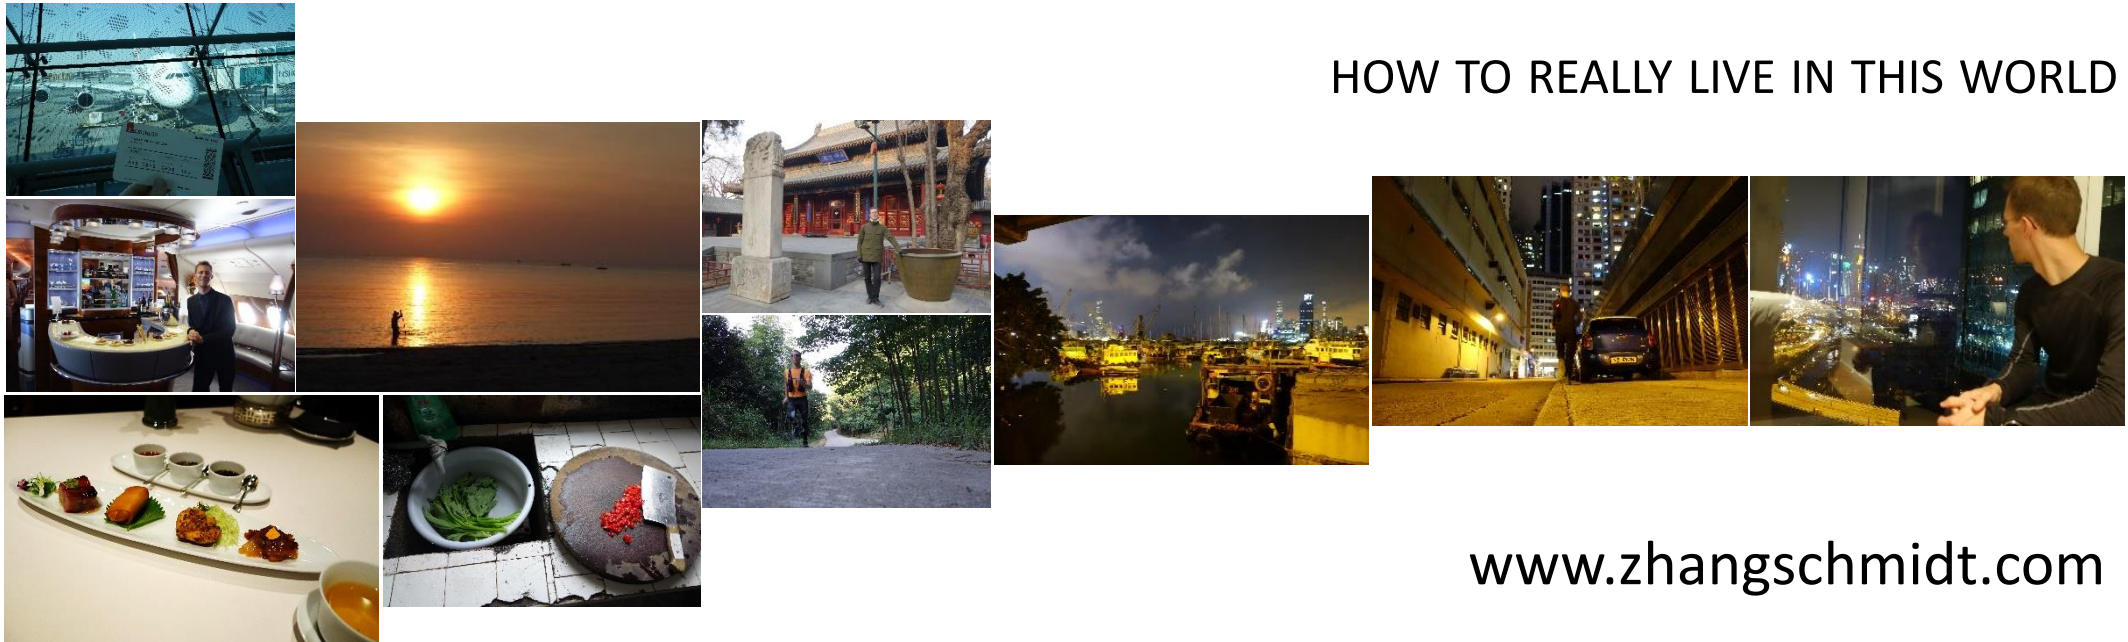 HOW TO REALLY LIVE IN THIS WORLD
www.zhangschmidt.com